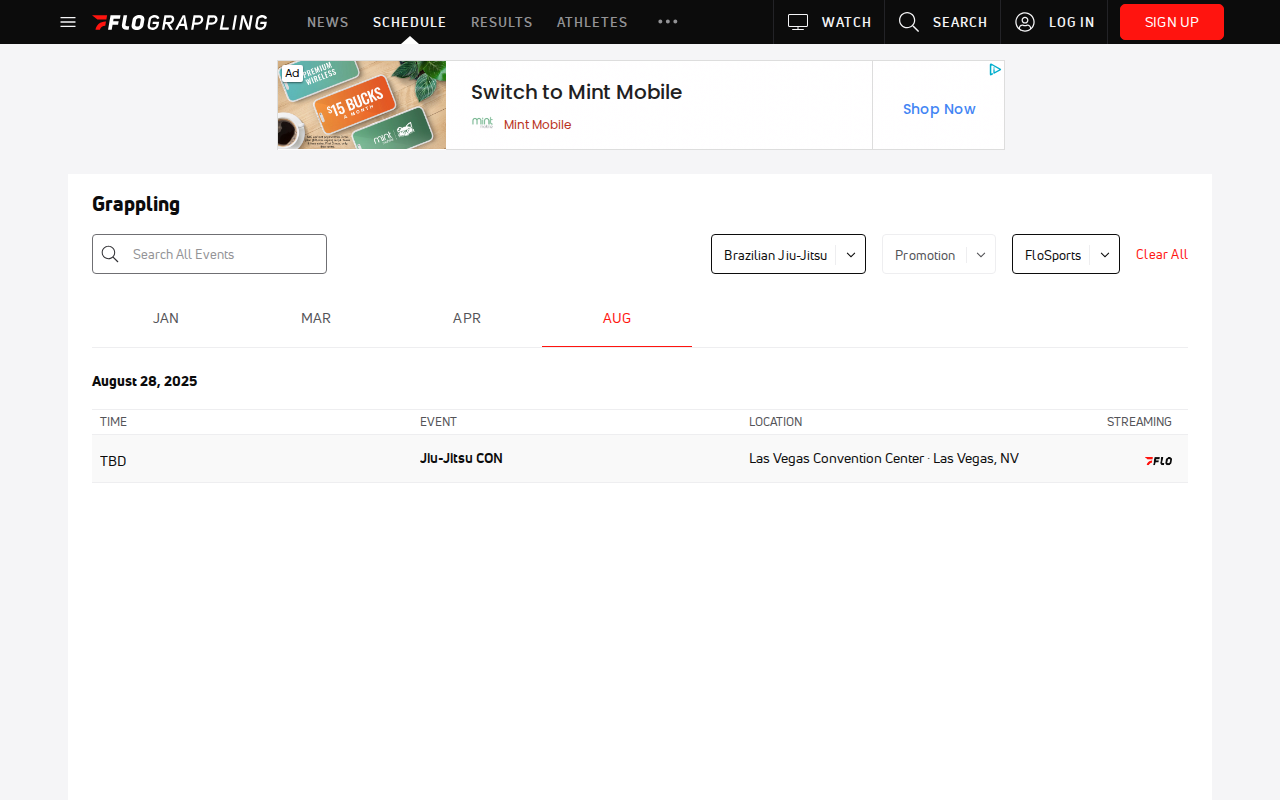 FLOGRAPPLING
NEWS
SCHEDULE
RESULTS
ATHLETES
WATCH
SEARCH
LOG IN
SIGN UP
Ad
PREMIUM
WIRELESS
$15 BUCKS
A MONTH
mint
Switch to Mint Mobile
mint
Mint Mobile
Shop Now
Grappling
Search All Events
Brazilian Jiu-Jitsu
Promotion
FloSports
Clear All
JAN
MAR
APR
AUG
August 28, 2025
TIME
EVENT
LOCATION
STREAMING
TBD
Jiu-Jitsu CON
Las Vegas Convention Center · Las Vegas, NV
FLO